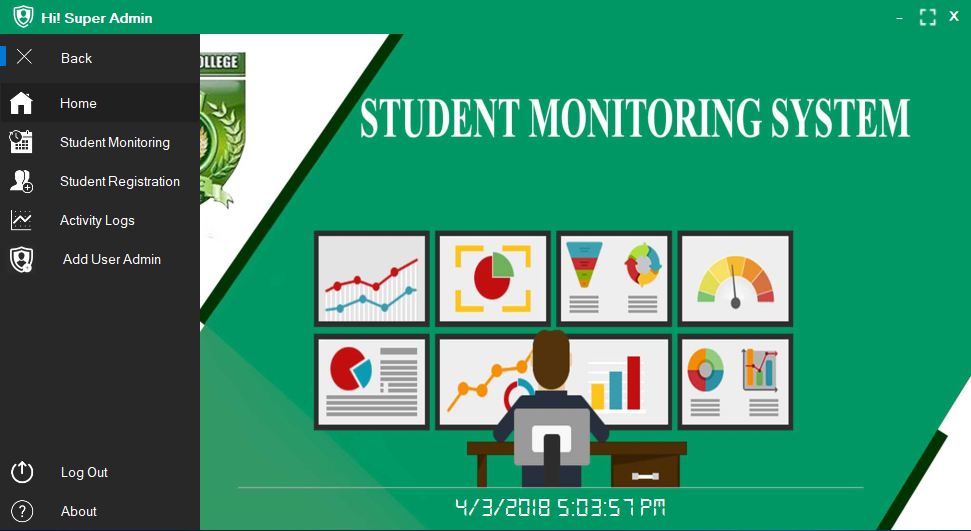 Hi! Super Admin
Back
Home
Student Monitoring
Student Registration
Activity Logs
Add User Admin
Log Out
About
LLEGE
STUDENT MONITORING SYSTEM
4/3/2018 5:03:57 PM